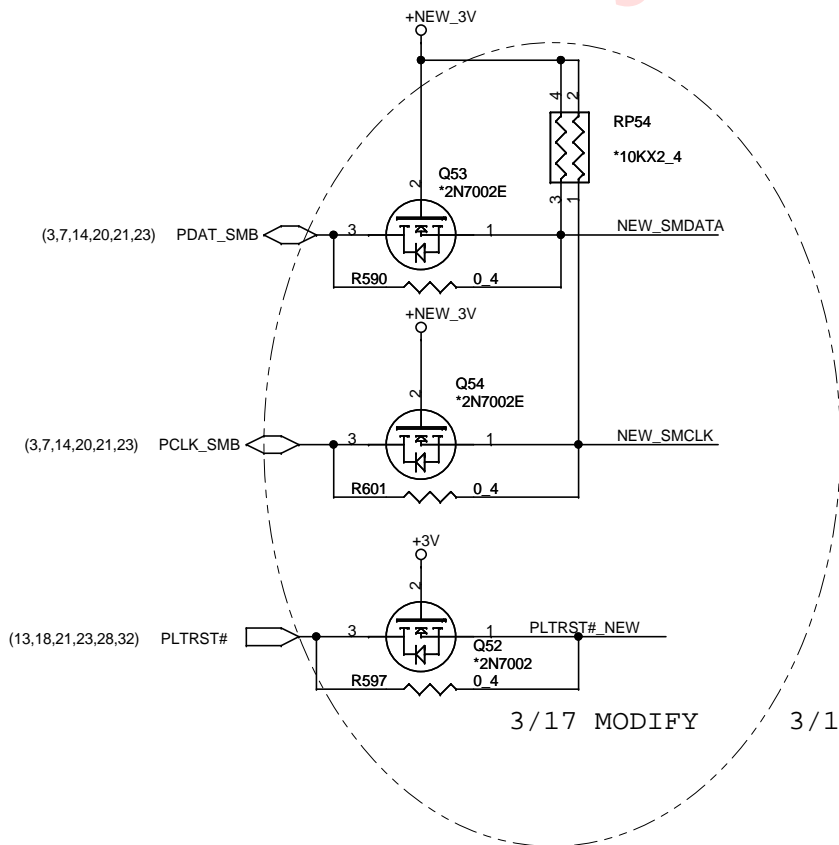 +NEW_3V
4
2
RP54
*10KX2_4
3
1
Q53
*2N7002E
2
(3,7,14,20,21,23) PDAT_SMB
3
1
NEW_SMDATA
R590
0_4
+NEW_3V
2
Q54
*2N7002E
(3,7,14,20,21,23) PCLK_SMB
3
1
NEW_SMCLK
R601
0_4
+3V
2
(13,18,21,23,28,32) PLTRST#
3
1
PLTRST#_NEW
Q52
*2N7002
R597
0_4
3/17 MODIFY
3/1